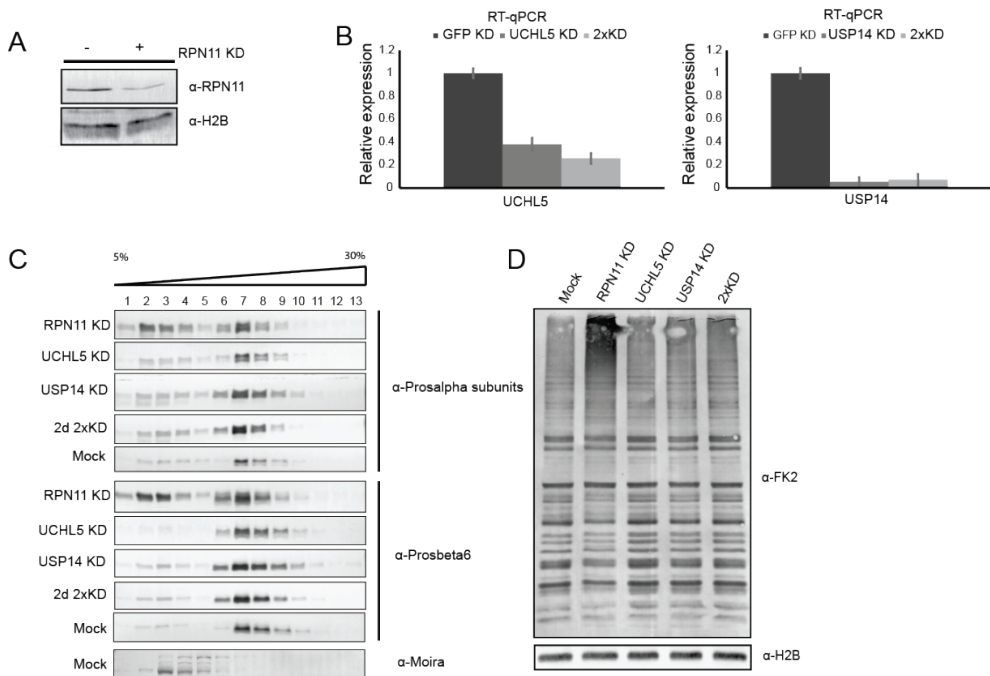 A
- +
RPN11 KD
α-RPN11
α-H2B
B
RT-qPCR
GFP KD UCHL5 KD 2xKD
Relative expression
1.2
1
0.8
0.6
0.4
0.2
0
UCHL5
RT-qPCR
GFP KD USP14 KD 2xKD
Relative expression
1.2
1
0.8
0.6
0.4
0.2
0
USP14
C
5% 30%
1 2 3 4 5 6 7 8 9 10 11 12 13
RPN11 KD
UCHL5 KD
USP14 KD
2d 2xKD
Mock
α-Prosalpha subunits
RPN11 KD
UCHL5 KD
USP14 KD
2d 2xKD
Mock
α-Prosbeta6
Mock
α-Moira
D
Mock
RPN11 KD
UCHL5 KD
USP14 KD
2xKD
α-FK2
α-H2B